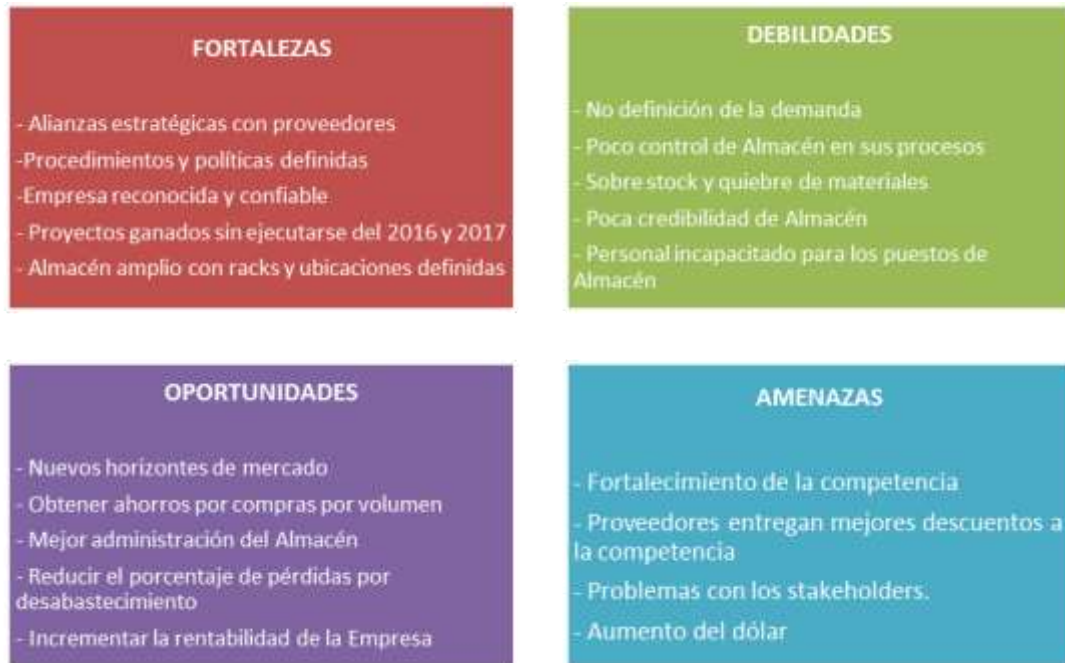 FORTALEZAS
- Alianzas estratégicas con proveedores
-Procedimientos y políticas definidas
-Empresa reconocida y confiable
- Proyectos ganados sin ejecutarse del 2016 y 2017
- Almacén amplio con racks y ubicaciones definidas
DEBILIDADES
- No definición de la demanda
- Poco control de Almacén en sus procesos
- Sobre stock y quiebre de materiales
- Poca credibilidad de Almacén
- Personal incapacitado para los puestos de
Almacén
OPORTUNIDADES
- Nuevos horizontes de mercado
- Obtener ahorros por compras por volumen
- Mejor administración del Almacén
- Reducir el porcentaje de pérdidas por
desabastecimiento
- Incrementar la rentabilidad de la Empresa
AMENAZAS
- Fortalecimiento de la competencia
- Proveedores entregan mejores descuentos a
la competencia
- Problemas con los stakeholders.
- Aumento del dólar